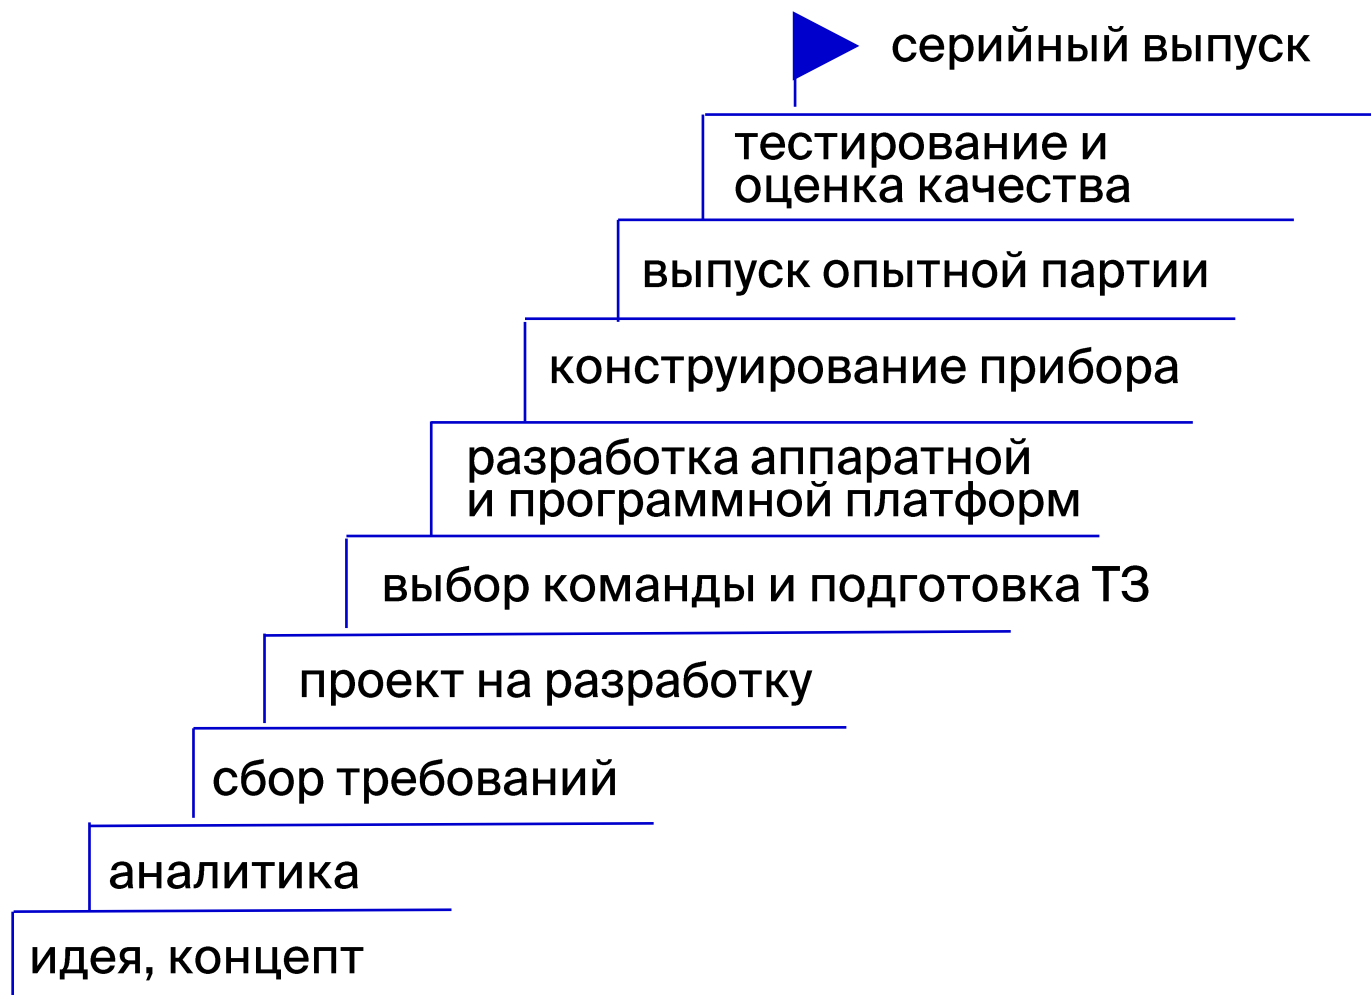 серийный выпуск
тестирование и
оценка качества
выпуск опытной партии
конструирование прибора
разработка аппаратной
и программной платформ
выбор команды и подготовка ТЗ
проект на разработку
сбор требований
аналитика
идея, концепт